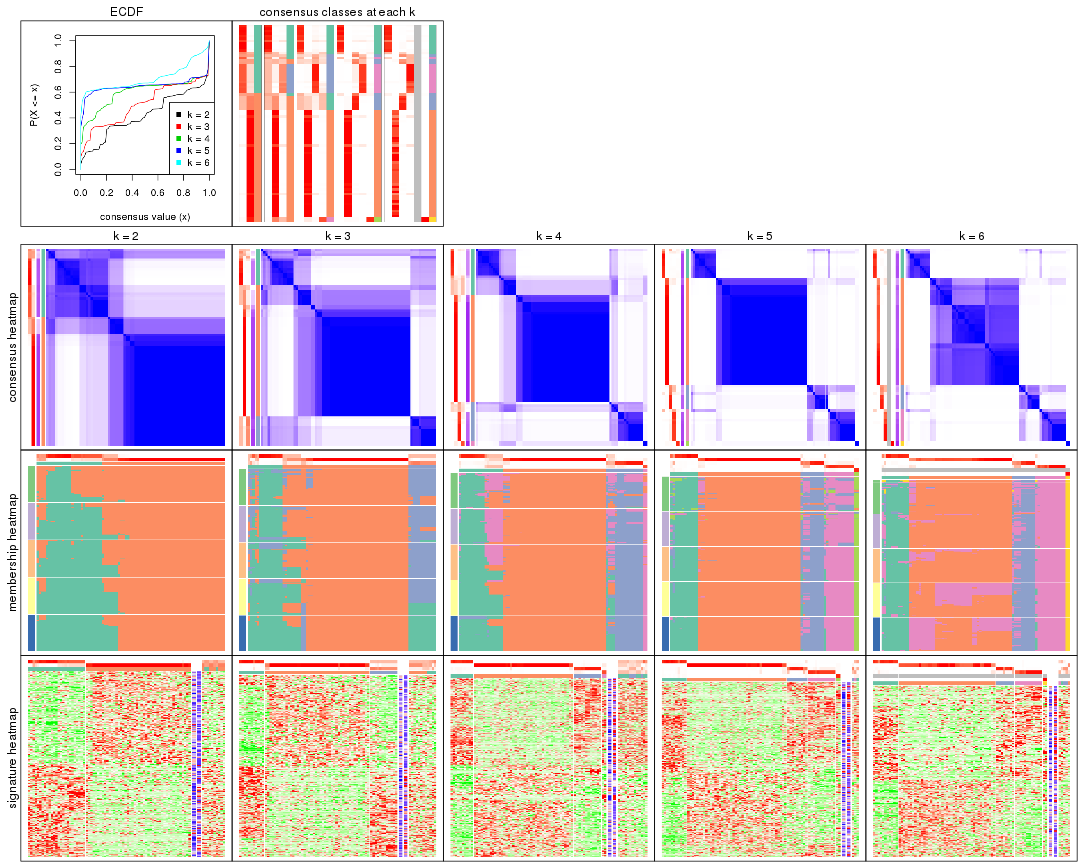 ECDF
consensus classes at each k
P(X <= x)
1.0
0.8
0.6
0.4
0.2
0.0
k = 2
k = 3
k = 4
k = 5
k = 6
0.0 0.2 0.4 0.6 0.8 1.0
consensus value (x)
k = 2
k = 3
k = 4
k = 5
k = 6
consensus heatmap
membership heatmap
signature heatmap